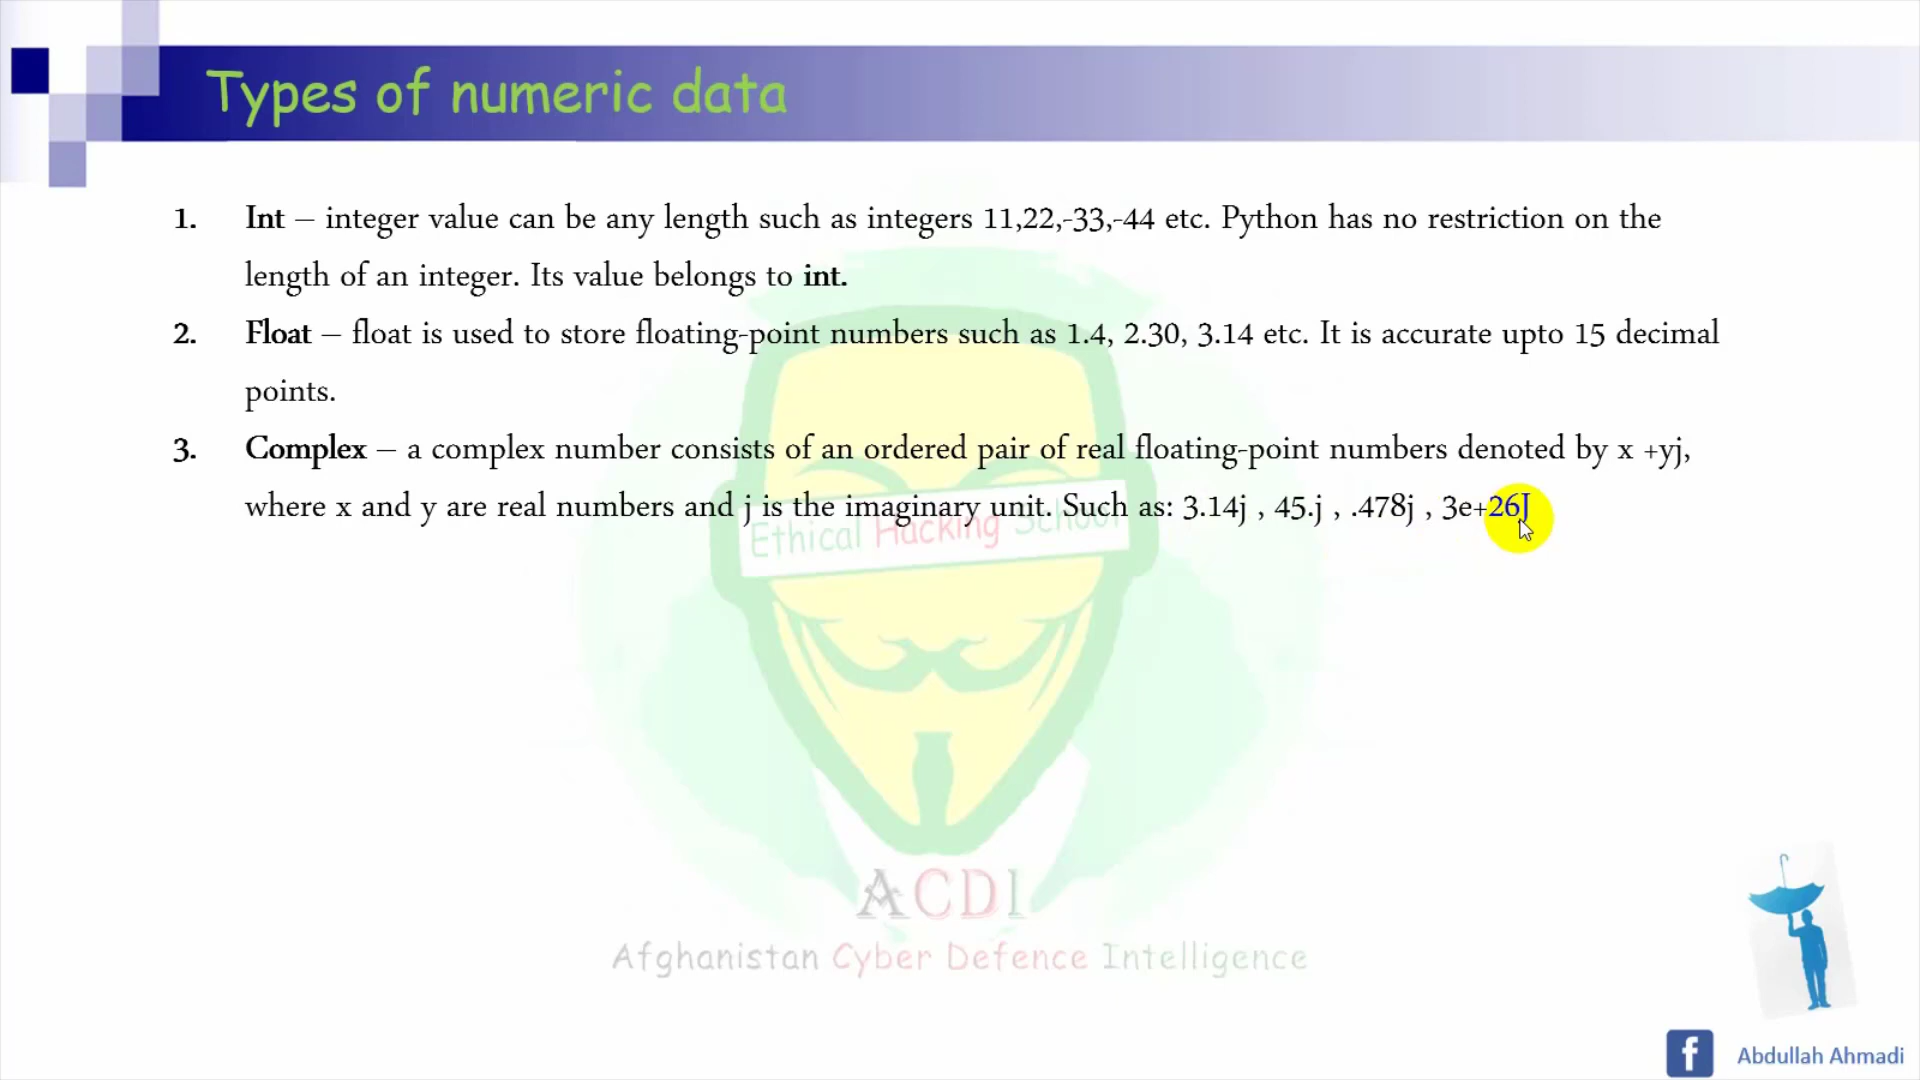 Types of numeric data
1. Int – integer value can be any length such as integers 11,22,-33,-44 etc. Python has no restriction on the
length of an integer. Its value belongs to int.
2. Float – float is used to store floating-point numbers such as 1.4, 2.30, 3.14 etc. It is accurate upto 15 decimal
points.
3. Complex – a complex number consists of an ordered pair of real floating-point numbers denoted by x +yj,
where x and y are real numbers and j is the imaginary unit. Such as: 3.14j , 45.j , .478j , 3e+26J
Ethical Hacking School
ACDI
Afghanistan Cyber Defence Intelligence
f Abdullah Ahmadi